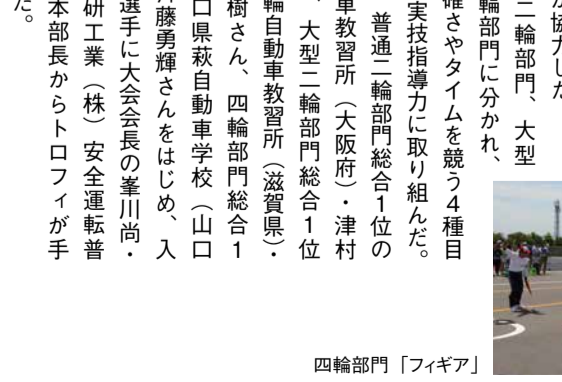 が協力した
二輪部門、大型
輪部門に分かれ、
確さやタイムを競う4種目
実技指導力に取り組んだ。
普通二輪部門総合1位の
車教習所（大阪府）・津村
、大型二輪部門総合1位
輪自動車教習所（滋賀県）・
樹さん、四輪部門総合1
口県萩自動車学校（山口
藤勇輝さんをはじめ、入
選手に大会会長の峯川尚・
研工業（株）安全運転普
本部長からトロフィが手
た。
四輪部門「フィギア」